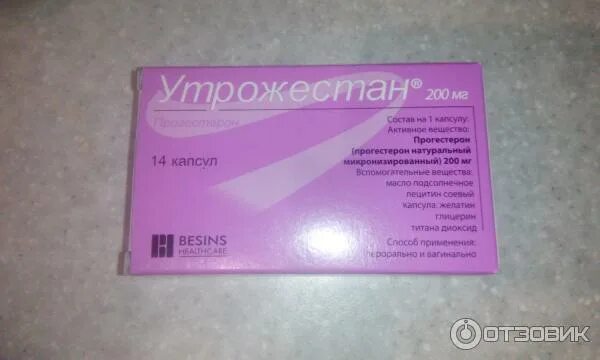 Утрожестан® 200 мг
Прогестерон
14 капсул
BESINS
HEALTHCARE
Состав на 1 капсулу:
Активное вещество:
Прогестерон
(прогестерон натуральный
микронизированный) 200 мг
Вспомогательные вещества:
масло подсолнечное
лецитин соевый
капсула: желатин
глицерин
титана диоксид
Способ применения:
перорально и вагинально
ОТЗОВИК